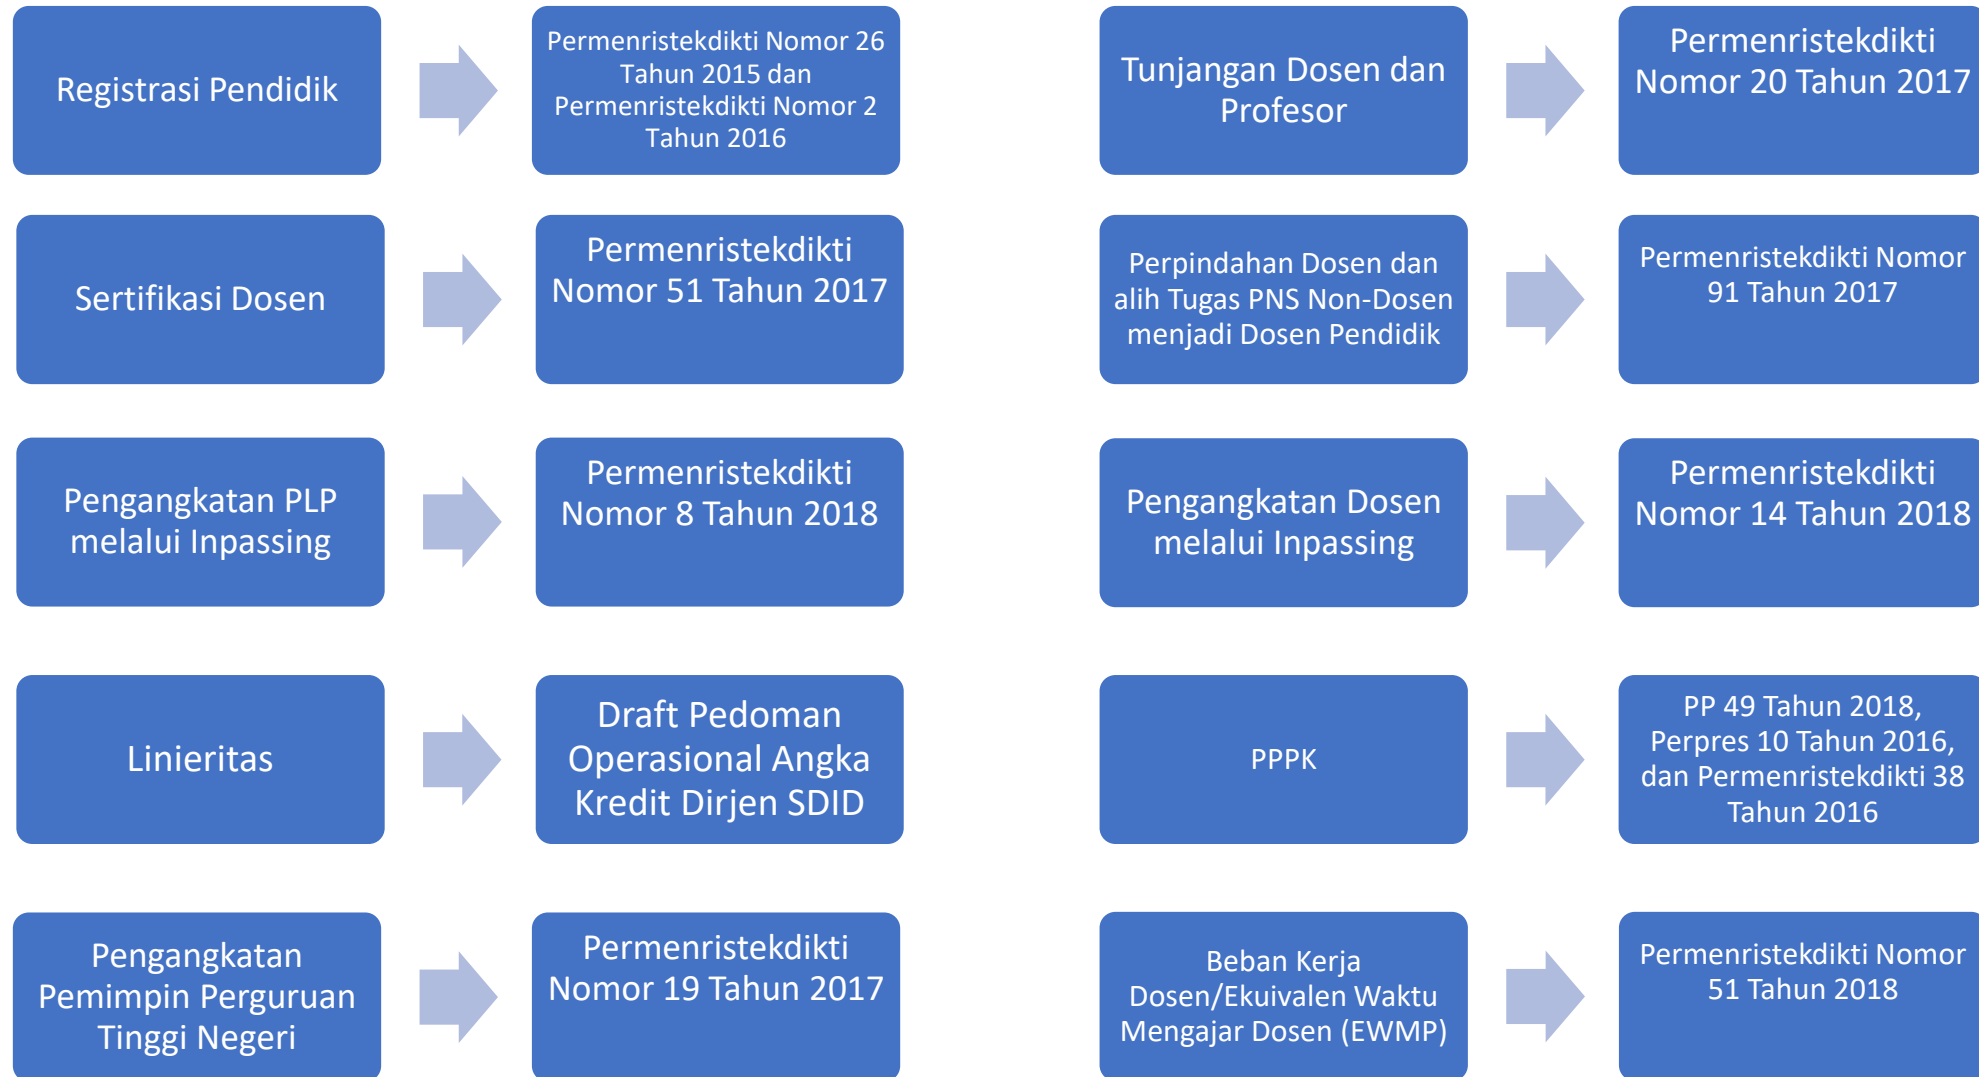 Registrasi Pendidik
Permenristekdikti Nomor 26
Tahun 2015 dan
Permenristekdikti Nomor 2
Tahun 2016
Tunjangan Dosen dan
Profesor
Permenristekdikti
Nomor 20 Tahun 2017
Sertifikasi Dosen
Permenristekdikti
Nomor 51 Tahun 2017
Perpindahan Dosen dan
alih Tugas PNS Non-Dosen
menjadi Dosen Pendidik
Permenristekdikti Nomor
91 Tahun 2017
Pengangkatan PLP
melalui Inpassing
Permenristekdikti
Nomor 8 Tahun 2018
Pengangkatan Dosen
melalui Inpassing
Permenristekdikti
Nomor 14 Tahun 2018
Linieritas
Draft Pedoman
Operasional Angka
Kredit Dirjen SDID
PPPK
PP 49 Tahun 2018,
Perpres 10 Tahun 2016,
dan Permenristekdikti 38
Tahun 2016
Pengangkatan
Pemimpin Perguruan
Tinggi Negeri
Permenristekdikti
Nomor 19 Tahun 2017
Beban Kerja
Dosen/Ekuivalen Waktu
Mengajar Dosen (EWMP)
Permenristekdikti Nomor
51 Tahun 2018